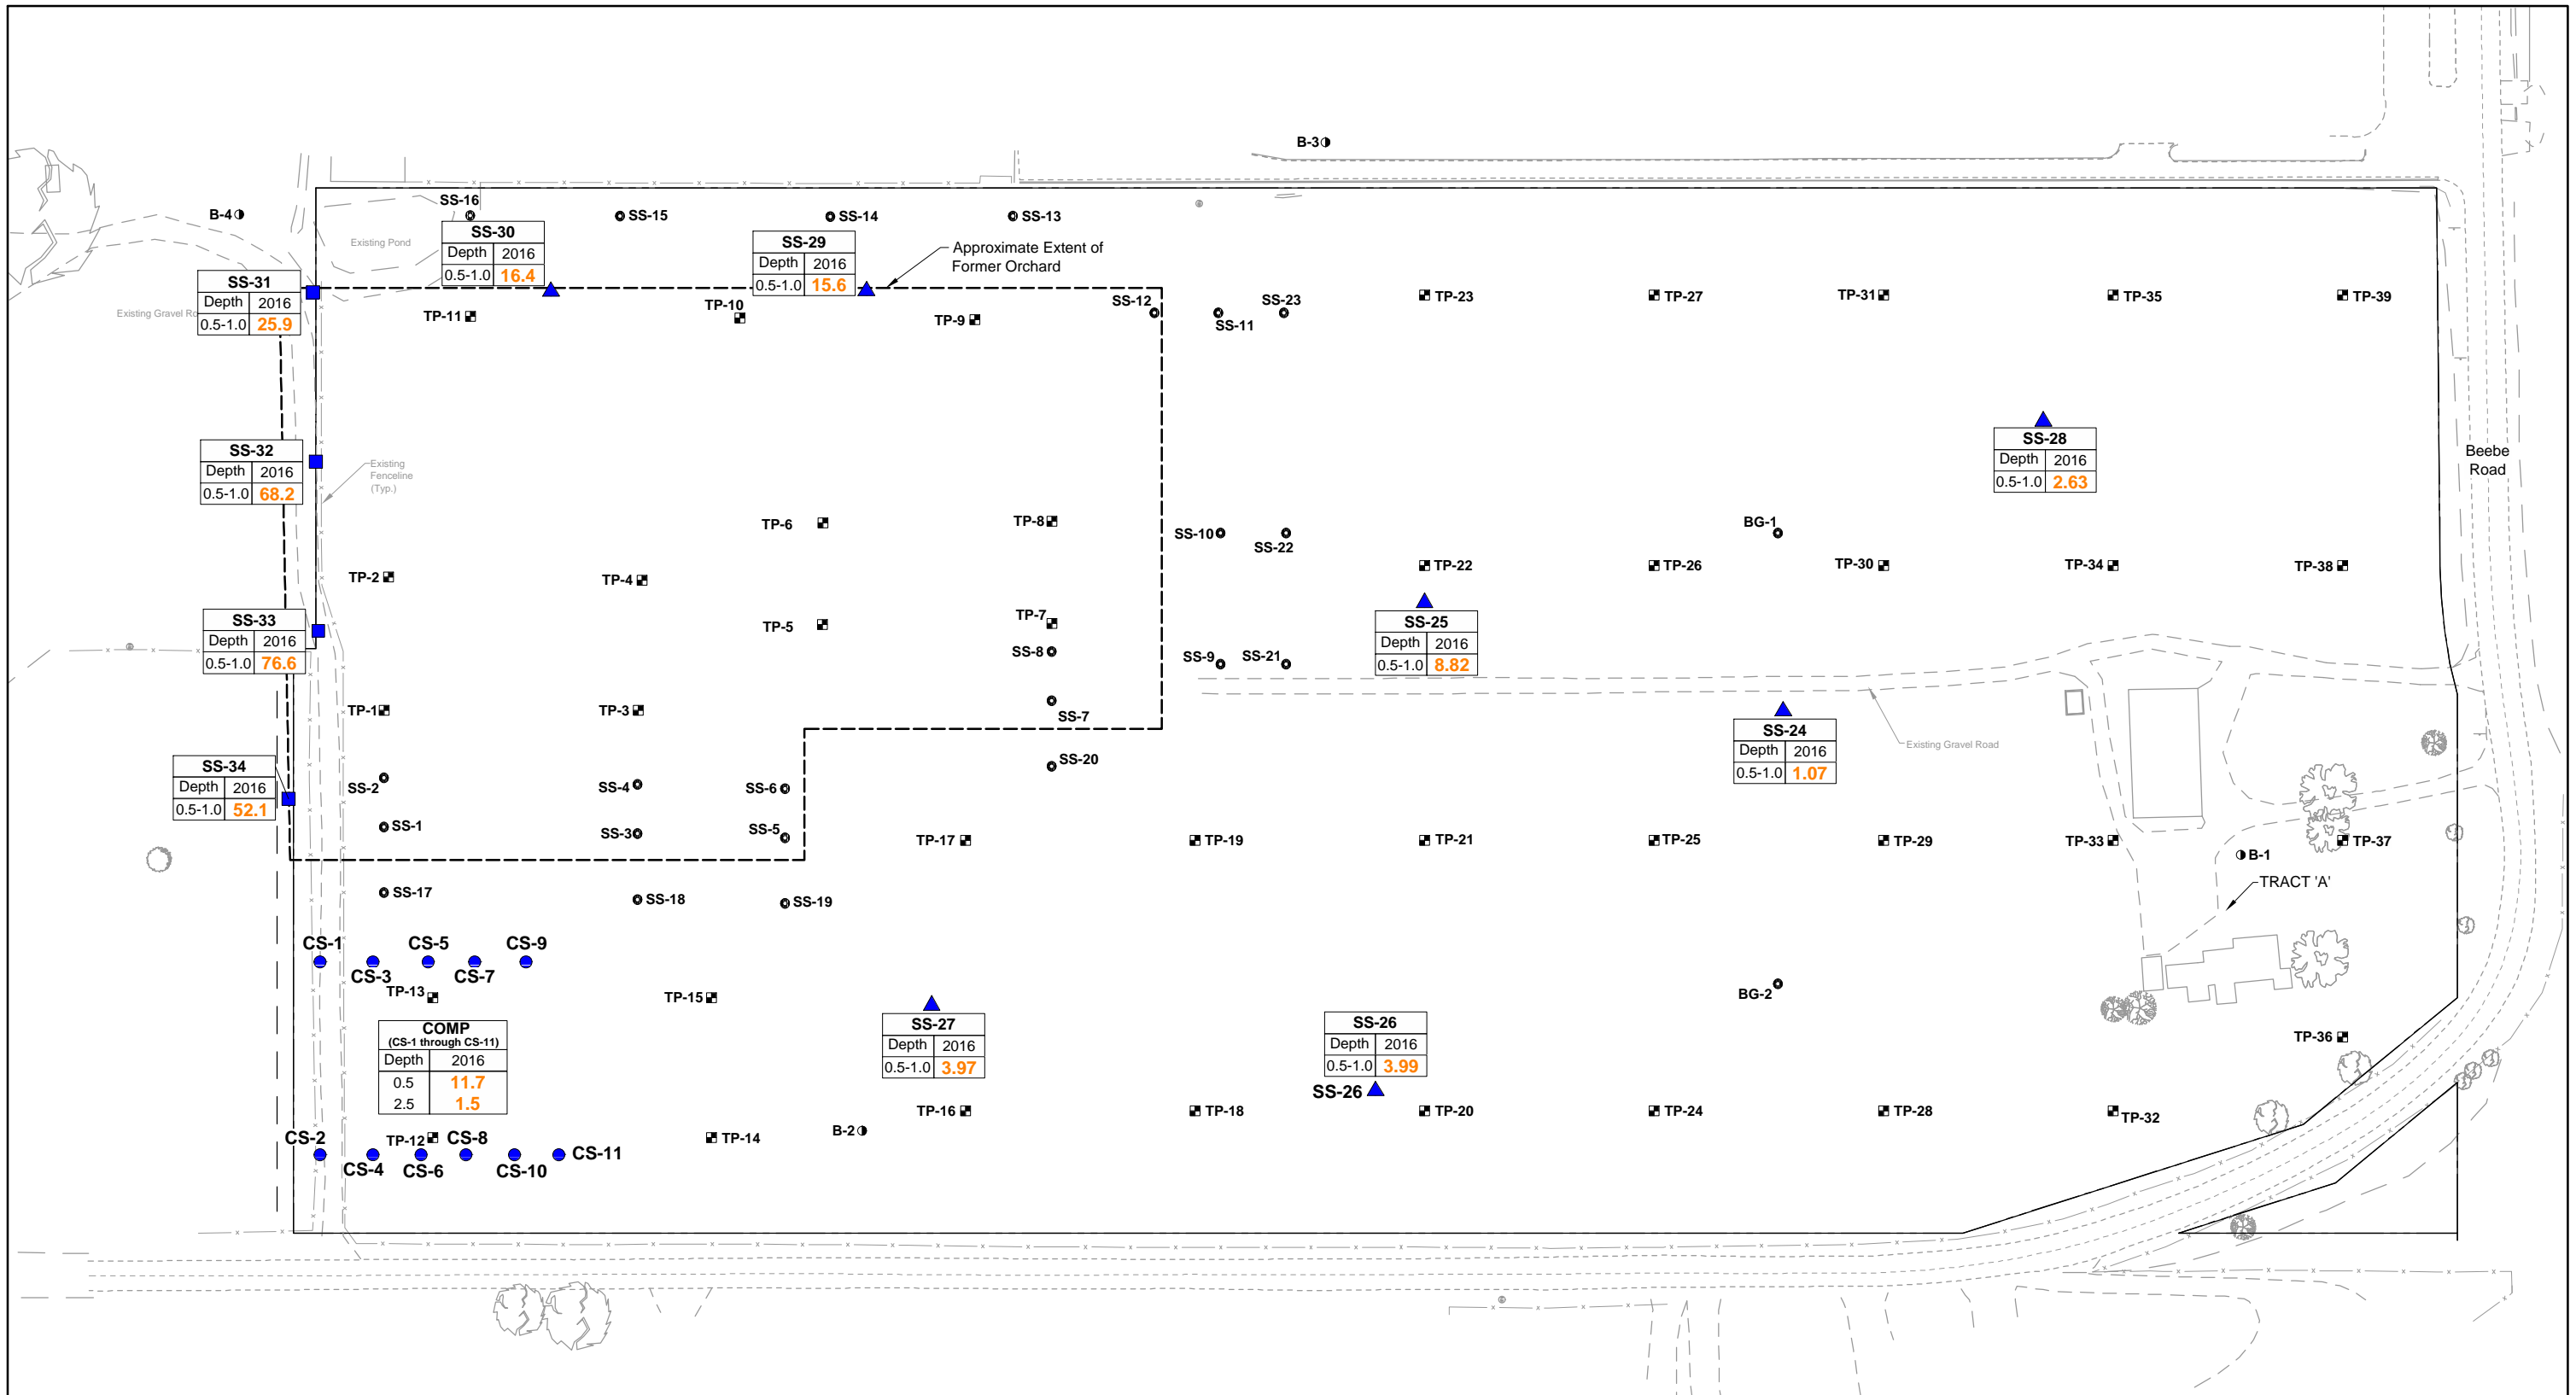 B-3
SS-16
B-4
SS-15
SS-14
SS-13
Existing Pond
SS-30
Depth 2016
0.5-1.0 16.4
SS-29
Depth 2016
0.5-1.0 15.6
Approximate Extent of
Former Orchard
SS-31
Depth 2016
0.5-1.0 25.9
Existing Gravel Ro
TP-11
TP-10
TP-9
SS-12
SS-11
SS-23
TP-23
TP-27
TP-31
TP-35
TP-39
SS-32
Depth 2016
0.5-1.0 68.2
Existing
Fenceline
(Typ.)
SS-28
Depth 2016
0.5-1.0 2.63
Beebe
Road
TP-6
TP-8
SS-10
SS-22
BG-1
TP-2
TP-4
TP-22
TP-26
TP-30
TP-34
TP-38
SS-33
Depth 2016
0.5-1.0 76.6
TP-5
TP-7
SS-8
SS-9
SS-21
SS-25
Depth 2016
0.5-1.0 8.82
TP-1
TP-3
SS-7
SS-24
Depth 2016
0.5-1.0 1.07
Existing Gravel Road
SS-34
Depth 2016
0.5-1.0 52.1
SS-2
SS-4
SS-6
SS-20
SS-1
SS-3
SS-5
TP-17
TP-19
TP-21
TP-25
TP-29
TP-33
TP-37
B-1
TRACT 'A'
SS-17
SS-18
SS-19
CS-1
CS-5
CS-9
CS-3
CS-7
TP-13
TP-15
BG-2
COMP
(CS-1 through CS-11)
Depth 2016
0.5 11.7
2.5 1.5
SS-27
Depth 2016
0.5-1.0 3.97
SS-26
Depth 2016
0.5-1.0 3.99
SS-26
TP-36
TP-16
TP-18
TP-20
TP-24
TP-28
TP-32
CS-2
TP-12
CS-8
TP-14
B-2
CS-4
CS-6
CS-10
CS-11